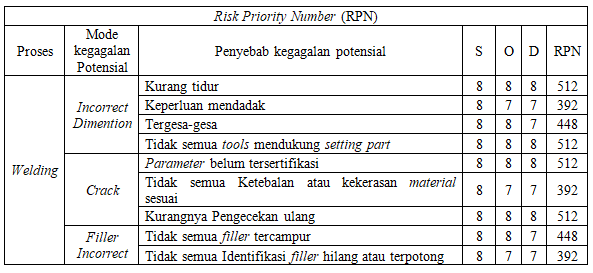 Risk Priority Number (RPN)
Proses Mode kegagalan Potensial Penyebab kegagalan potensial S O D RPN
Welding
Incorrect Dimention
Kurang tidur 8 8 8 512
Keperluan mendadak 8 7 7 392
Tergesa-gesa 8 8 7 448
Tidak semua tools mendukung setting part 8 8 8 512
Crack
Parameter belum tersertifikasi 8 8 8 512
Tidak semua Ketebalan atau kekerasan material
sesuai 8 7 7 392
Kurangnya Pengecekan ulang 8 8 8 512
Filler Incorrect
Tidak semua filler tercampur 8 8 7 448
Tidak semua Identifikasi filler hilang atau terpotong 8 7 7 392